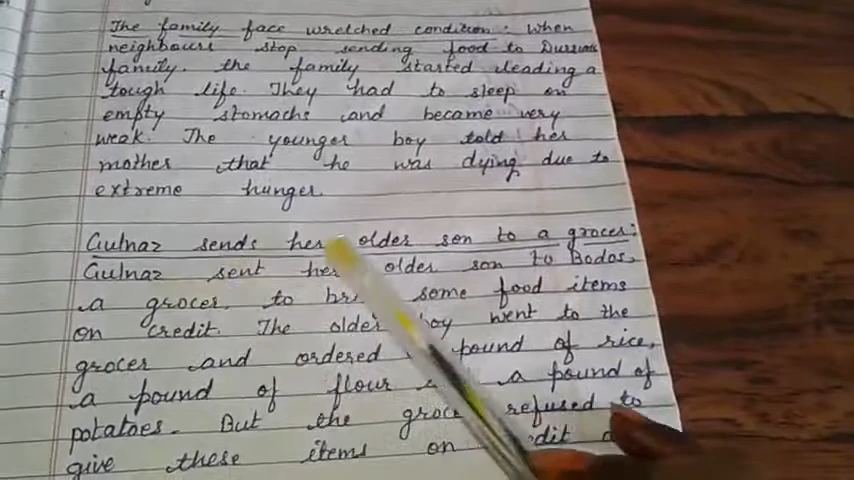 The family face wretched condition: When
neighbours stop sending food to Durrani
family. the family started leading a
tough life. They had to sleep on
empty stomachs and became very
weak. The younger boy told her
mother that he was dying due to
extreme hunger.
Gulnaz sends her older son to a grocer:
Gulnaz sent her older son to Bodos,
a grocer, to some food items
on credit. The older boy went to the
grocer and ordered pound of rice,
a pound of flour a pound of
potatoes. But the grocer refused to
give these items on